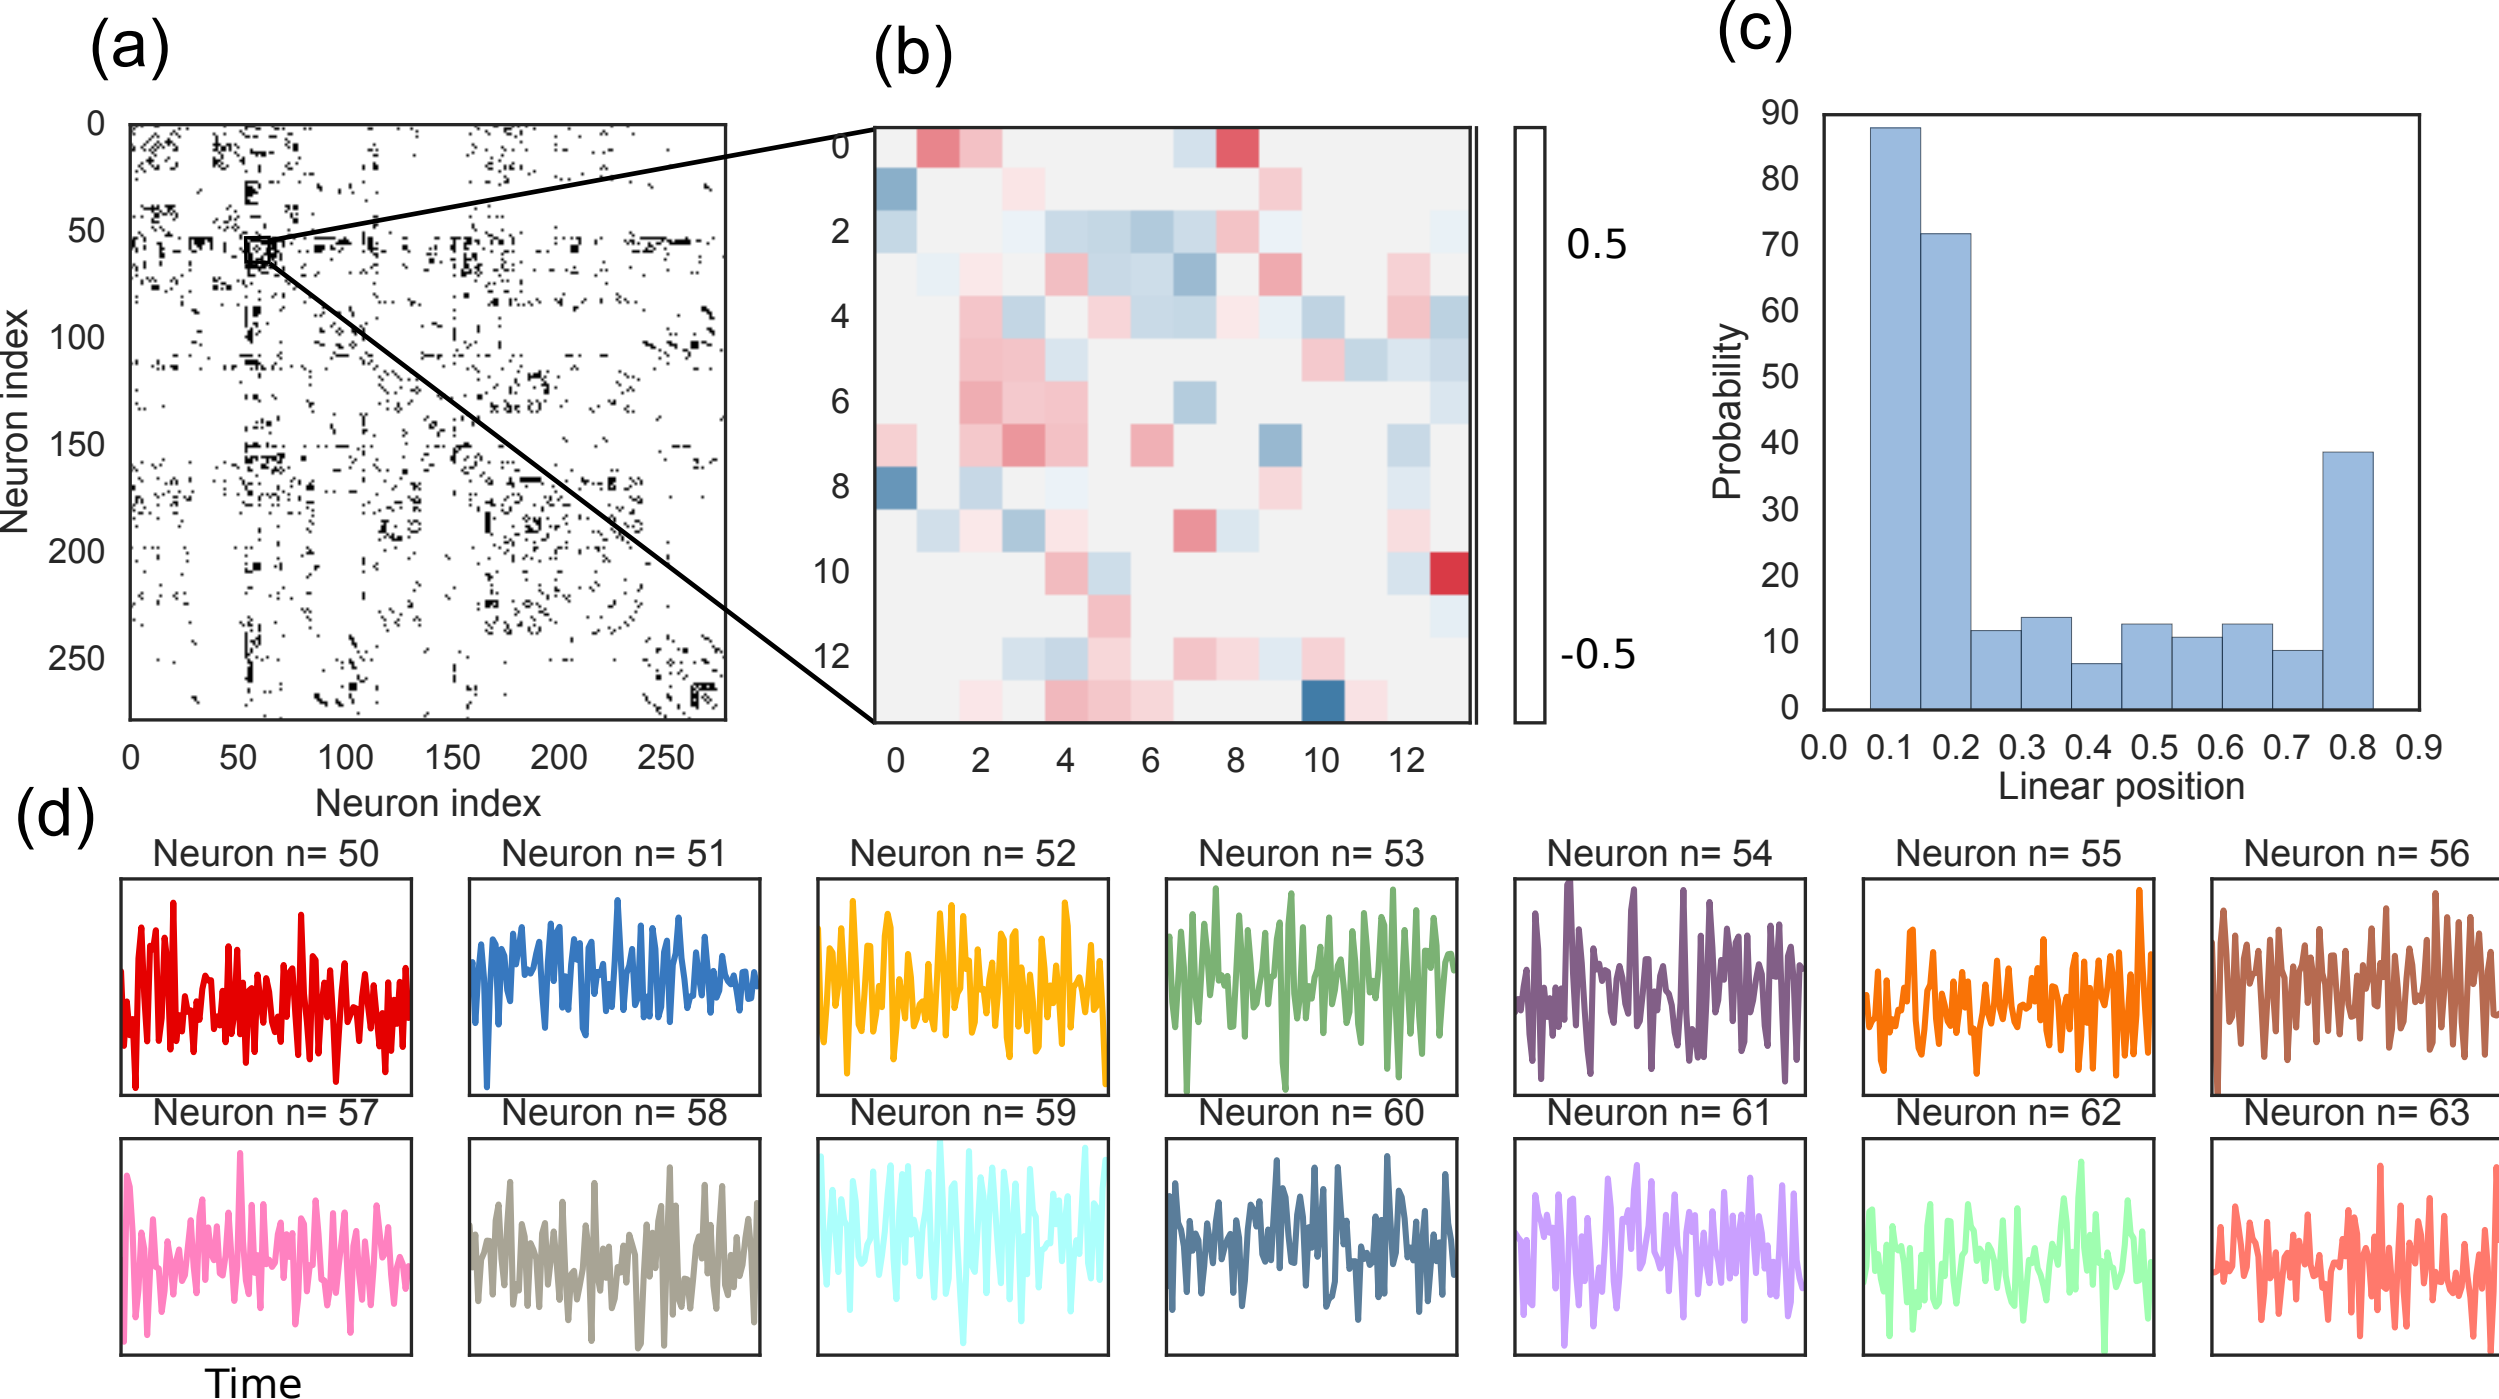 (a)
(b)
(c)
0
50
100
150
200
250
Neuron index
0 50 100 150 200 250
Neuron index
0
2
4
6
8
10
12
0 2 4 6 8 10 12
0.5
-0.5
90
80
70
60
50
40
30
20
10
0
Probability
0.0 0.1 0.2 0.3 0.4 0.5 0.6 0.7 0.8 0.9
Linear position
(d)
Neuron n= 50 Neuron n= 51 Neuron n= 52 Neuron n= 53 Neuron n= 54 Neuron n= 55 Neuron n= 56
Neuron n= 57 Neuron n= 58 Neuron n= 59 Neuron n= 60 Neuron n= 61 Neuron n= 62 Neuron n= 63
Time